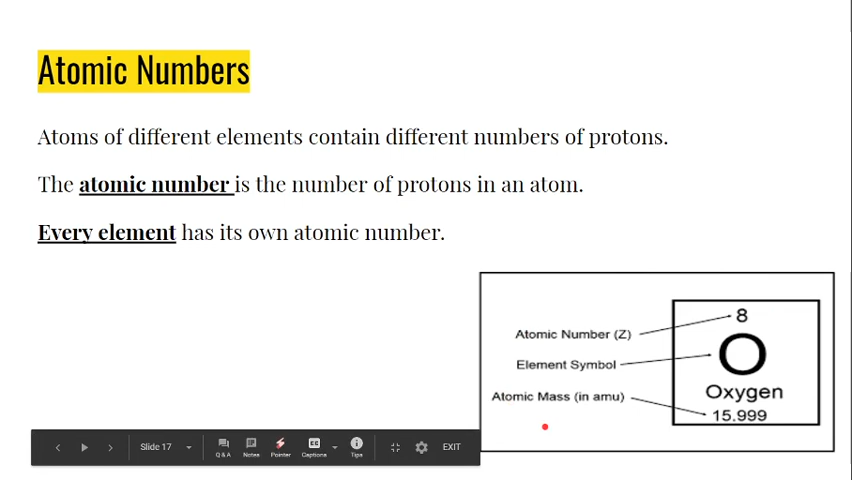 Atomic Numbers
Atoms of different elements contain different numbers of protons.
The atomic number is the number of protons in an atom.
Every element has its own atomic number.
8
Atomic Number (Z)
O
Element Symbol
Oxygen
Atomic Mass (in amu)
15.999
Slide 17
Q & A
Notes
Pointer
Captions
Tips
EXIT